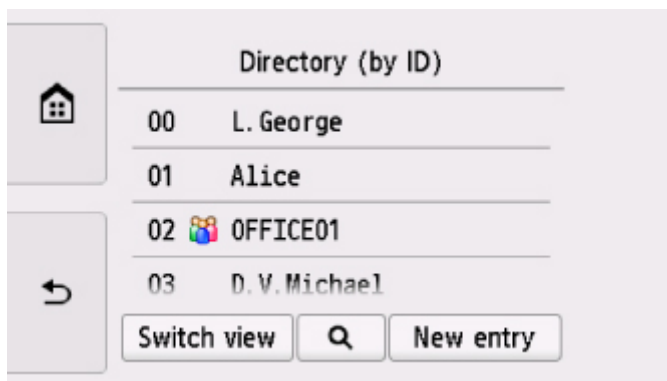 Directory (by ID)
00 L.George
01 Alice
02 OFFICE01
03 D.V.Michael
Switch view New entry